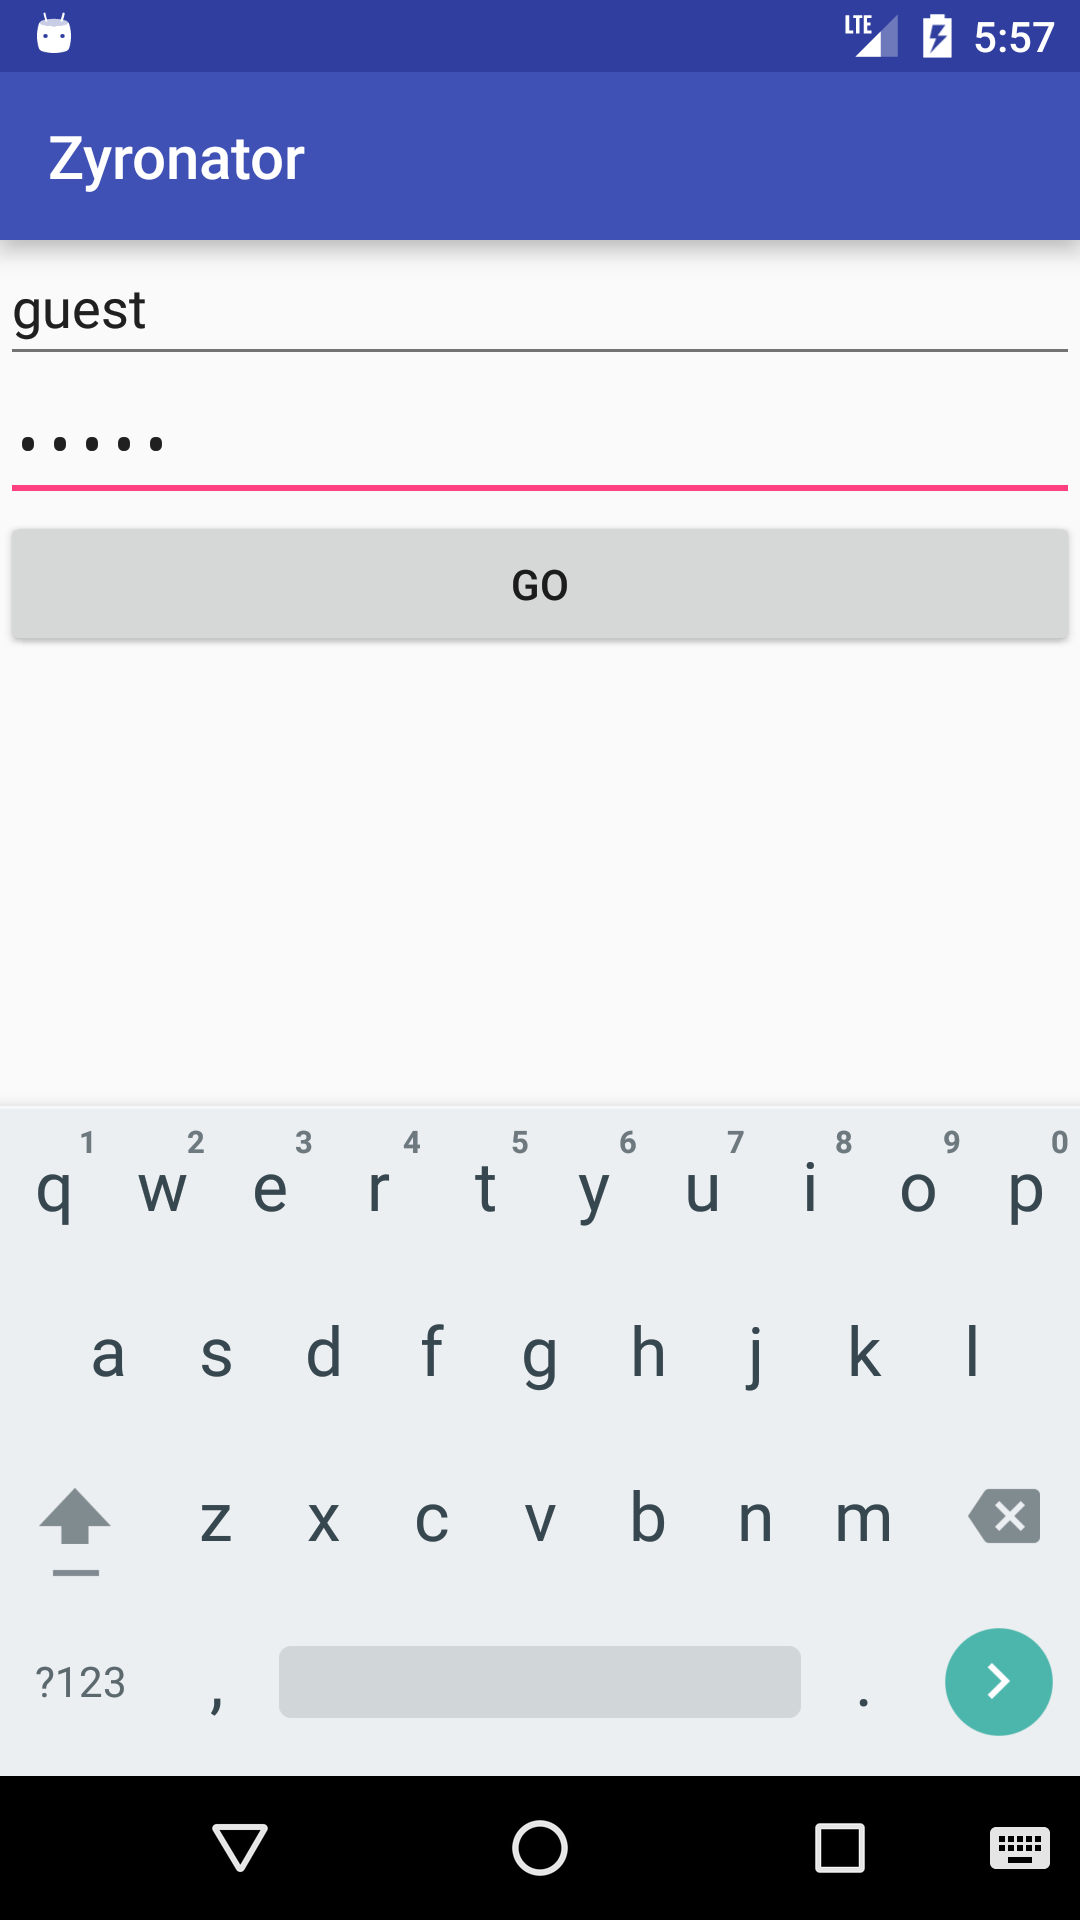 LTE 5:57
Zyronator
guest
•••••
GO
1 2 3 4 5 6 7 8 9 0
q w e r t y u i o p
a s d f g h j k l
z x c v b n m
?123 , .